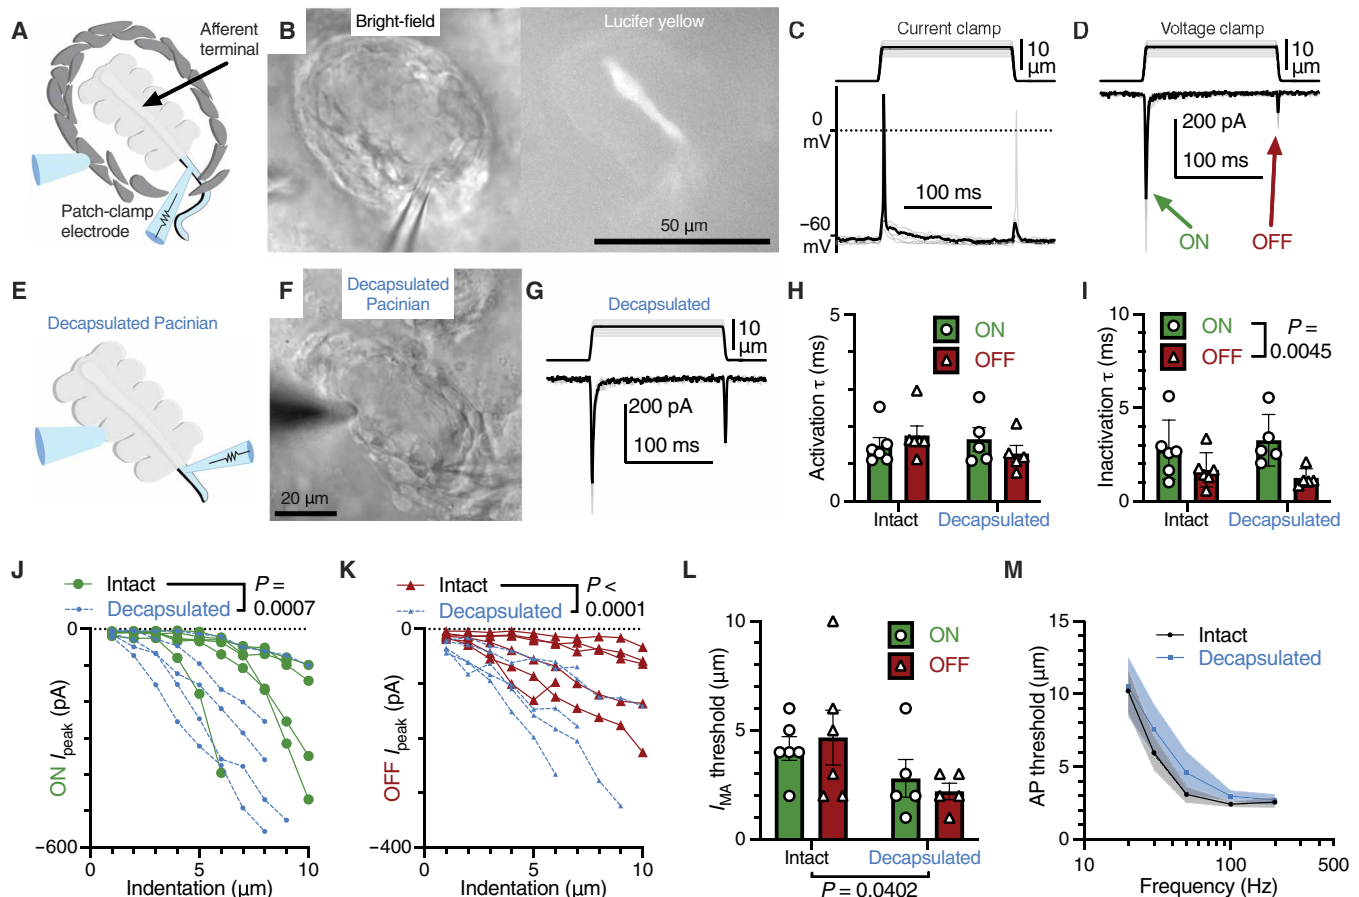 A
Afferent
terminal
Patch-clamp
electrode
B
Bright-field
Lucifer yellow
50 µm
C
Current clamp
10
µm
0
mV
100 ms
−60
mV
D
Voltage clamp
10
µm
200 pA
100 ms
ON
OFF
E
Decapsulated Pacinian
F
Decapsulated
Pacinian
20 µm
G
Decapsulated
10
µm
200 pA
100 ms
H
Activation τ (ms)
5
0
ON
OFF
Intact
Decapsulated
I
Inactivation τ (ms)
10
5
0
ON
OFF
P =
0.0045
Intact
Decapsulated
J
Intact
Decapsulated
P =
0.0007
ON Ipeak (pA)
0
−600
0
5
10
Indentation (µm)
K
Intact
Decapsulated
P <
0.0001
OFF Ipeak (pA)
0
−400
0
5
10
Indentation (µm)
L
IMA threshold (µm)
10
5
0
ON
OFF
Intact
Decapsulated
P = 0.0402
M
AP threshold (µm)
15
10
5
0
Intact
Decapsulated
10
100
500
Frequency (Hz)